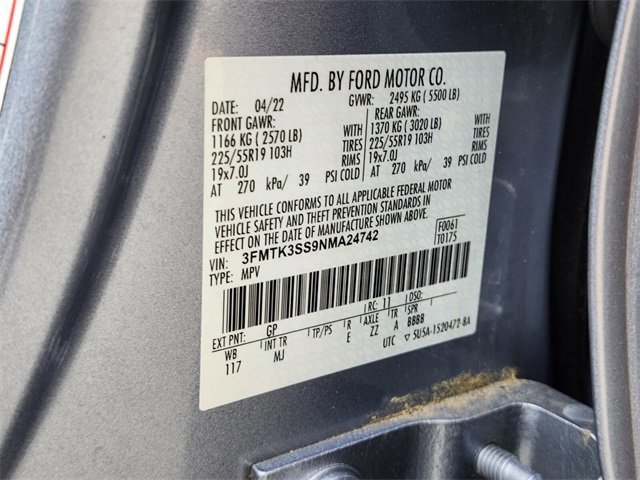 MFD. BY FORD MOTOR CO.
DATE: 04/22 GVWR: 2495 KG (5500 LB)
FRONT GAWR: REAR GAWR:
1166 KG (2570 LB) WITH 1370 KG (3020 LB) WITH
225/55R19 103H TIRES 225/55R19 103H TIRES
19x7.0J RIMS 19x7.0J RIMS
AT 270 kPa/ 39 PSI COLD AT 270 kPa/ 39 PSI COLD
THIS VEHICLE CONFORMS TO ALL APPLICABLE FEDERAL MOTOR
VEHICLE SAFETY AND THEFT PREVENTION STANDARDS IN
EFFECT ON THE DATE OF MANUFACTURE SHOWN ABOVE.
VIN: 3FMTK3SS9NMA24742 F0061
TYPE: MPV T0175
EXT PNT: GP RC: 11 DSO:
WB INT TR TP/PS R AXLE TR SPR
117 MJ E ZZ A BBBB
UTC ▽ 5U5A-1520472-BA